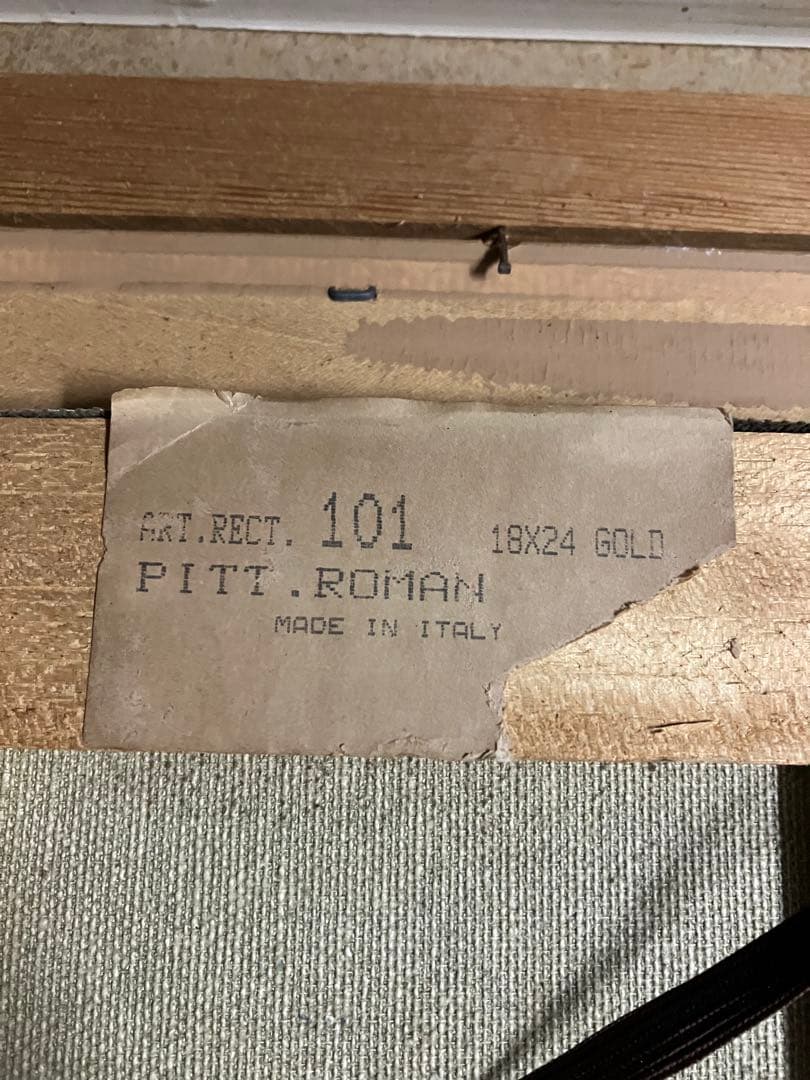 ART.RECT. 101 18X24 GOLD
PITT.ROMAN
MADE IN ITALY